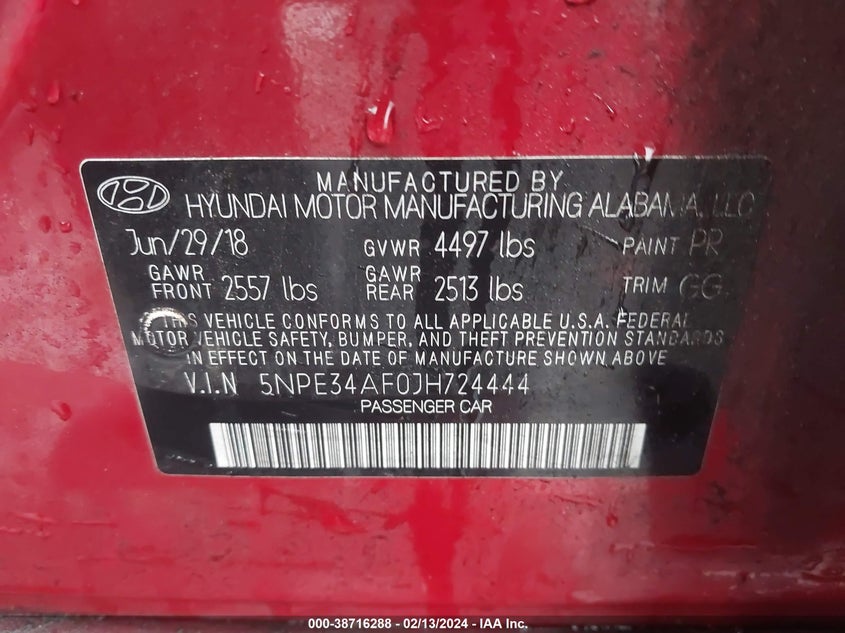 MANUFACTURED BY
HYUNDAI MOTOR MANUFACTURING ALABAMA, LLC
Jun/29/18 GVWR 4497 lbs PAINT PR
GAWR FRONT 2557 lbs GAWR REAR 2513 lbs TRIM GG
THIS VEHICLE CONFORMS TO ALL APPLICABLE U.S.A. FEDERAL
MOTOR VEHICLE SAFETY, BUMPER, AND THEFT PREVENTION STANDARDS
IN EFFECT ON THE DATE OF MANUFACTURE SHOWN ABOVE
V.I.N 5NPE34AF0JH724444
PASSENGER CAR
000-38716288 - 02/13/2024 - IAA Inc.